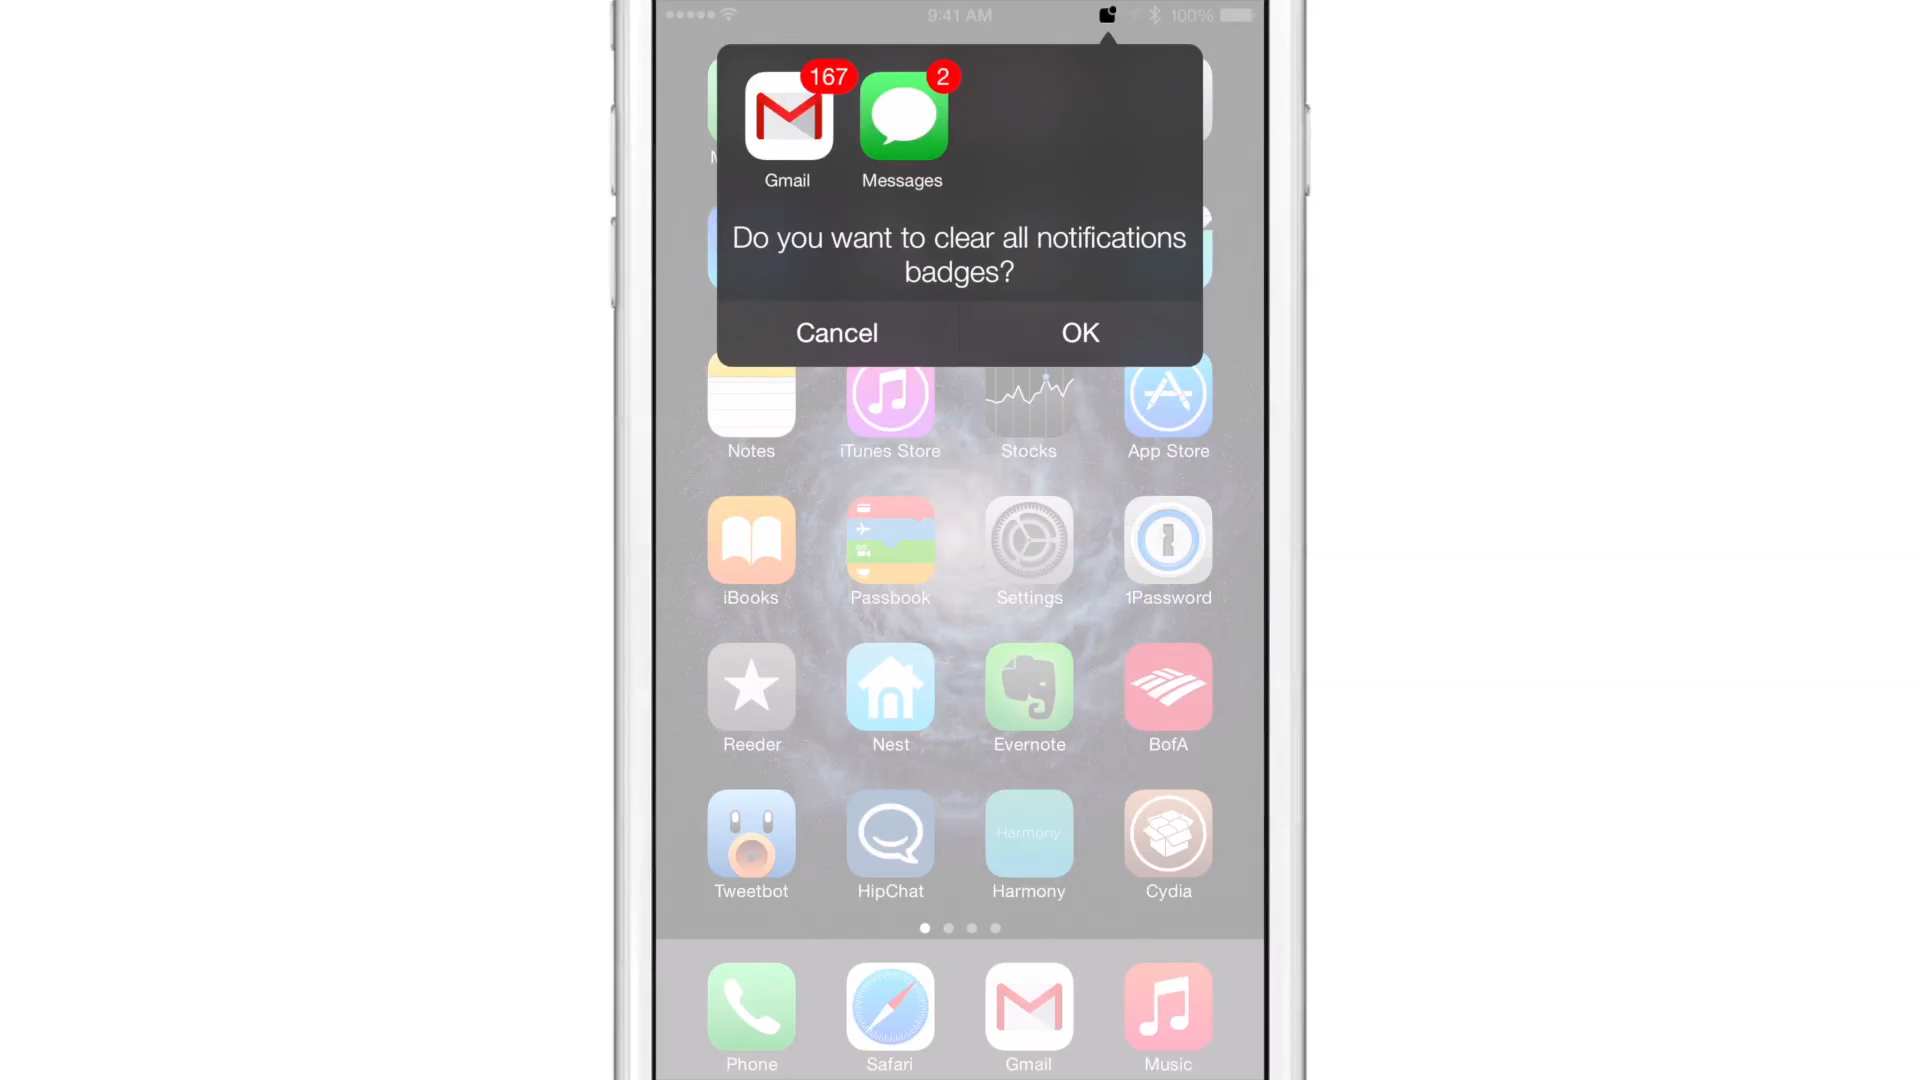 9:41 AM 100%
167 2
Gmail Messages
Do you want to clear all notifications
badges?
Cancel OK
Notes iTunes Store Stocks App Store
iBooks Passbook Settings 1Password
Reeder Nest Evernote BofA
Harmony
Tweetbot HipChat Harmony Cydia
Phone Safari Gmail Music